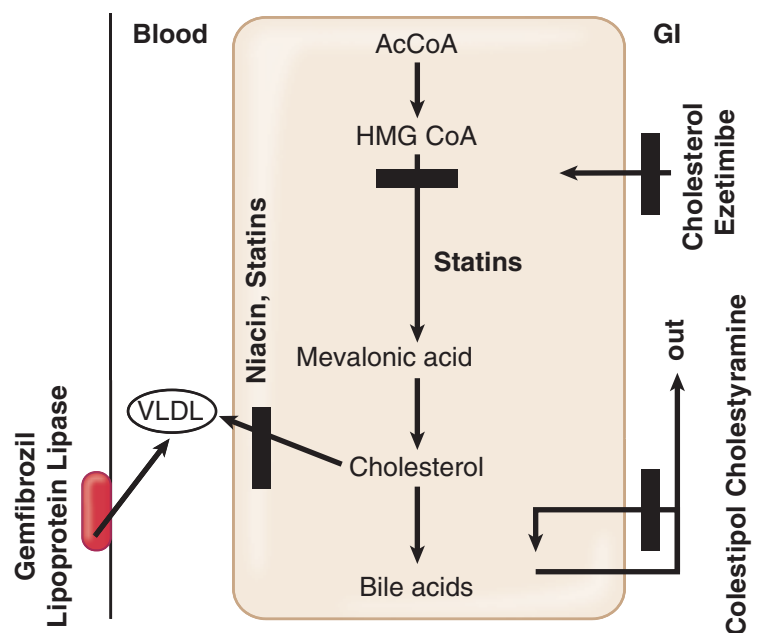 Blood
GI
AcCoA
HMG CoA
Cholesterol
Ezetimibe
Niacin, Statins
Statins
Mevalonic acid
out
Colestipol Cholestyramine
VLDL
Gemfibrozil
Lipoprotein Lipase
Cholesterol
Bile acids